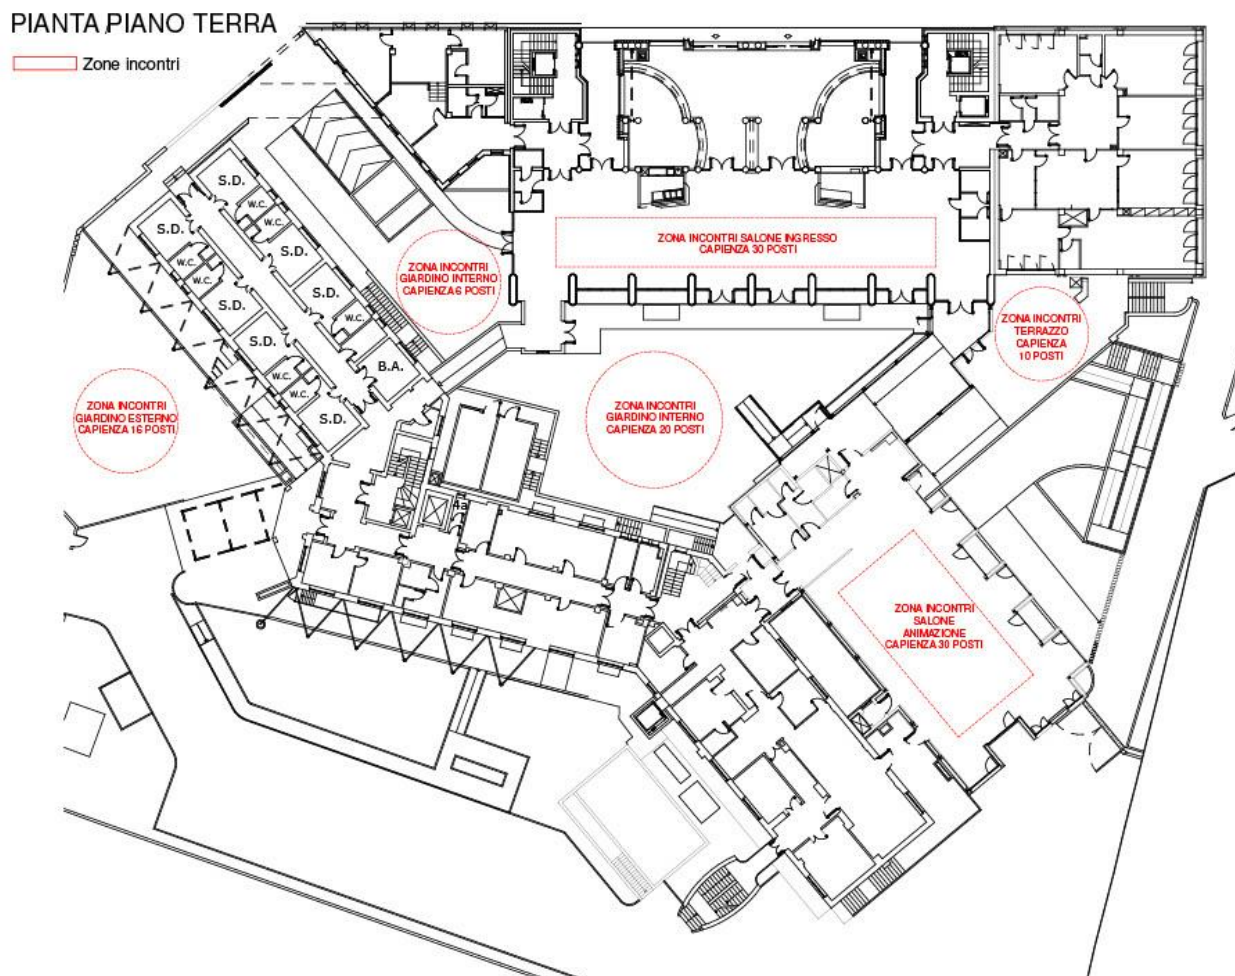 PIANTA PIANO TERRA
Zone incontri
S.D.
W.C.
W.C.
S.D.
S.D.
W.C.
W.C.
S.D.
S.D.
W.C.
S.D.
B.A.
W.C.
W.C.
S.D.
ZONA INCONTRI
GIARDINO INTERNO
CAPIENZA 6 POSTI
ZONA INCONTRI SALONE INGRESSO
CAPIENZA 30 POSTI
ZONA INCONTRI
TERRAZZO
CAPIENZA
10 POSTI
ZONA INCONTRI
GIARDINO ESTERNO
CAPIENZA 16 POSTI
ZONA INCONTRI
GIARDINO INTERNO
CAPIENZA 20 POSTI
ZONA INCONTRI
SALONE
ANIMAZIONE
CAPIENZA 30 POSTI